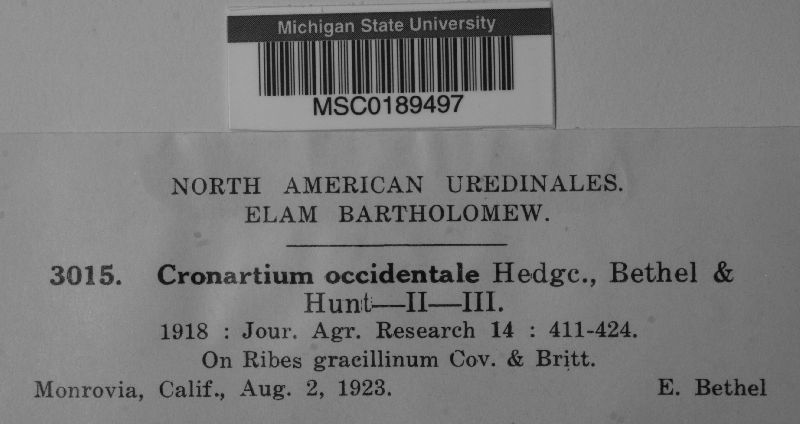 Michigan State University
MSC0189497
NORTH AMERICAN UREDINALES.
ELAM BARTHOLOMEW.
3015. Cronartium occidentale Hedgc., Bethel &
Hunt—II—III.
1918 : Jour. Agr. Research 14 : 411-424.
On Ribes gracillinum Cov. & Britt.
Monrovia, Calif., Aug. 2, 1923. E. Bethel